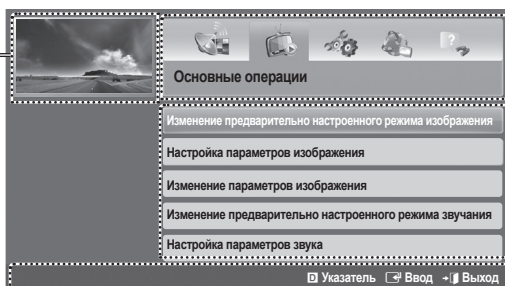 Основные операции
Изменение предварительно настроенного режима изображения
Настройка параметров изображения
Изменение параметров изображения
Изменение предварительно настроенного режима звучания
Настройка параметров звука
D Указатель Ввод Выход